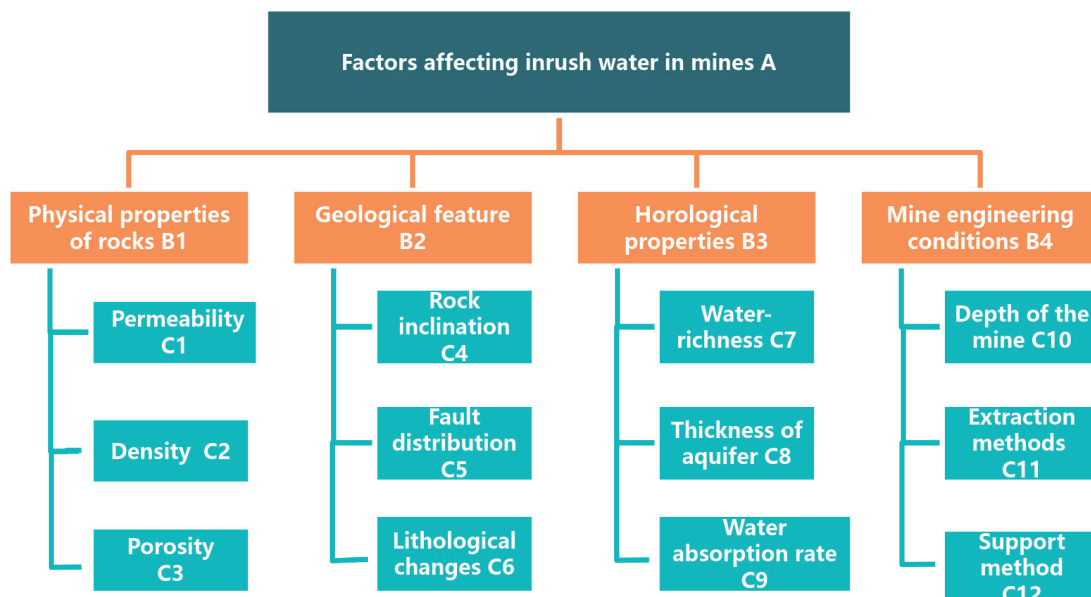 Factors affecting inrush water in mines A
Physical properties
of rocks B1
Geological feature
B2
Horological
properties B3
Mine engineering
conditions B4
Permeability
C1
Density C2
Porosity
C3
Rock
inclination
C4
Fault
distribution
C5
Lithological
changes C6
Water-
richness C7
Thickness of
aquifer C8
Water
absorption rate
C9
Depth of the
mine C10
Extraction
methods
C11
Support
method
C12